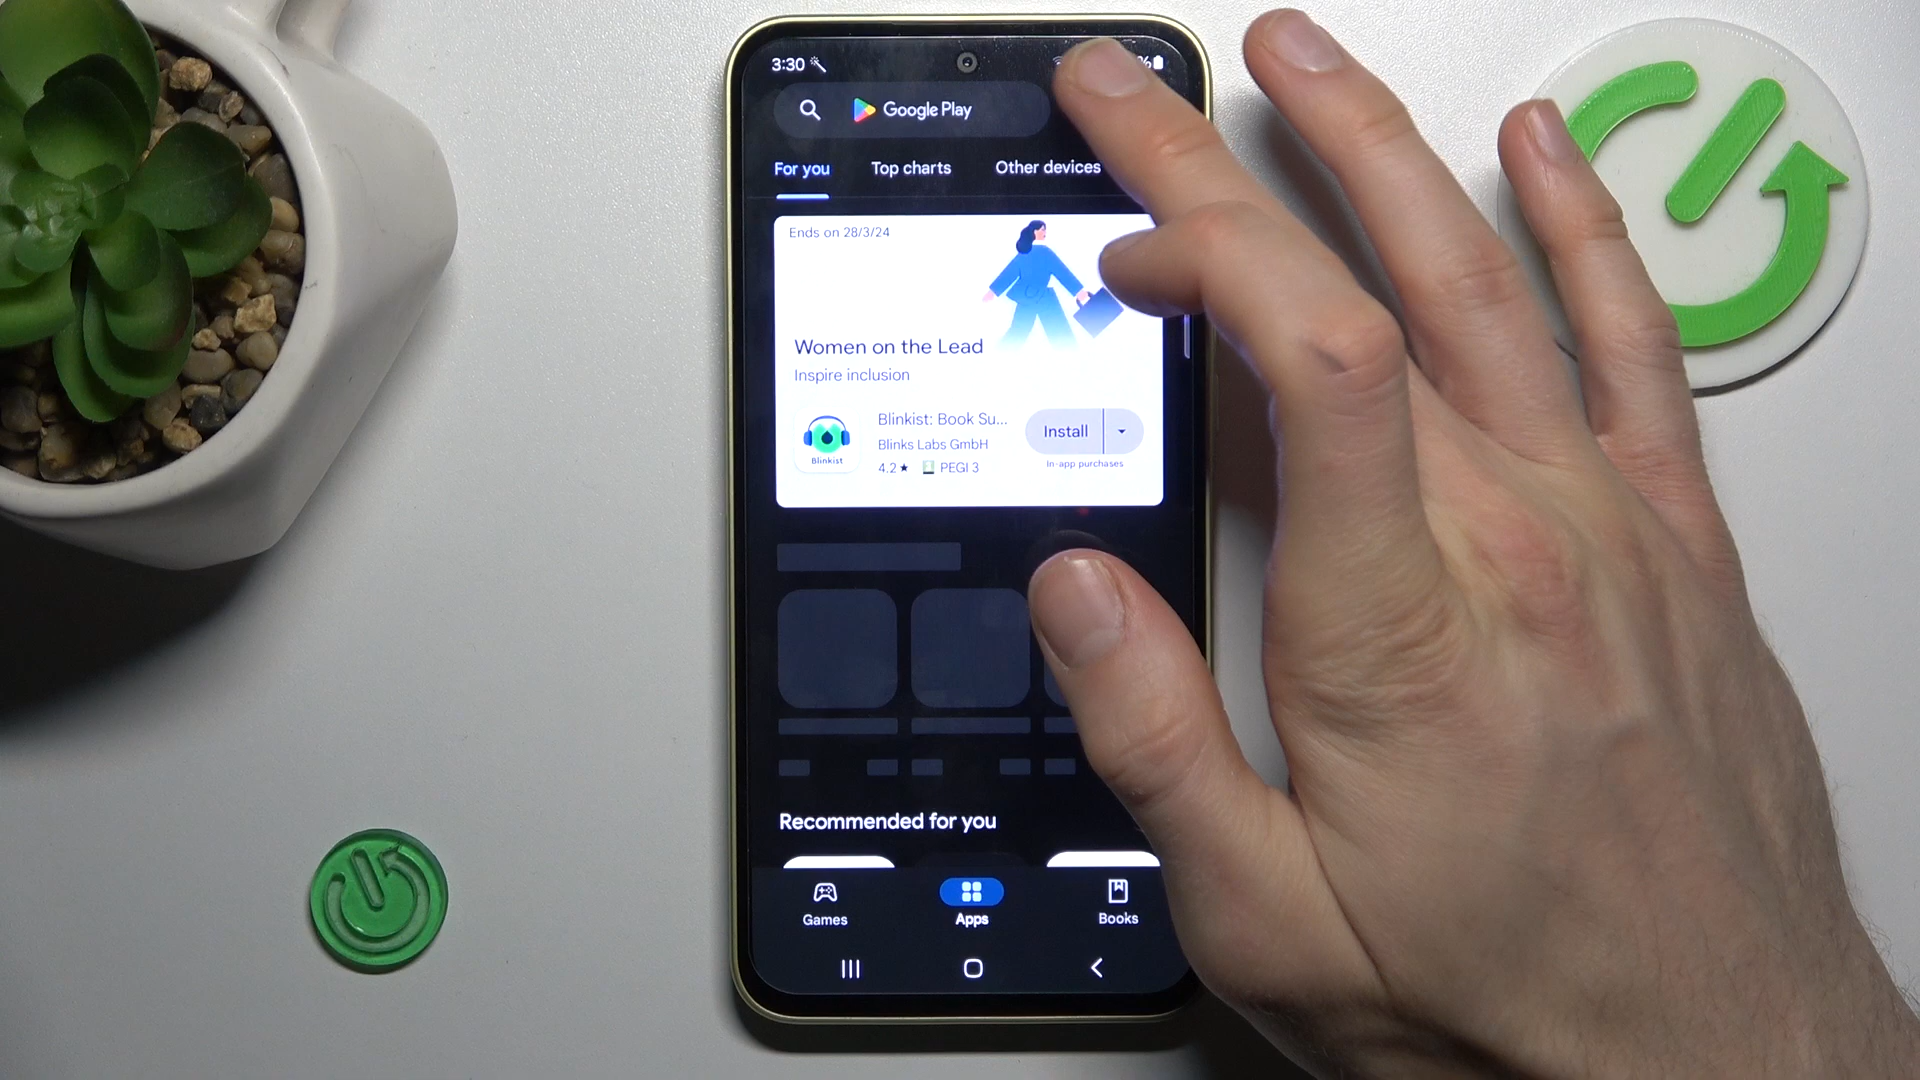 3:30
%
Google Play
For you
Top charts
Other devices
Ends on 28/3/24
Women on the Lead
Inspire inclusion
Blinkist: Book Su...
Blinks Labs GmbH
4.2★ PEGI 3
Blinkist
Install
In-app purchases
Recommended for you
Games
Apps
Books